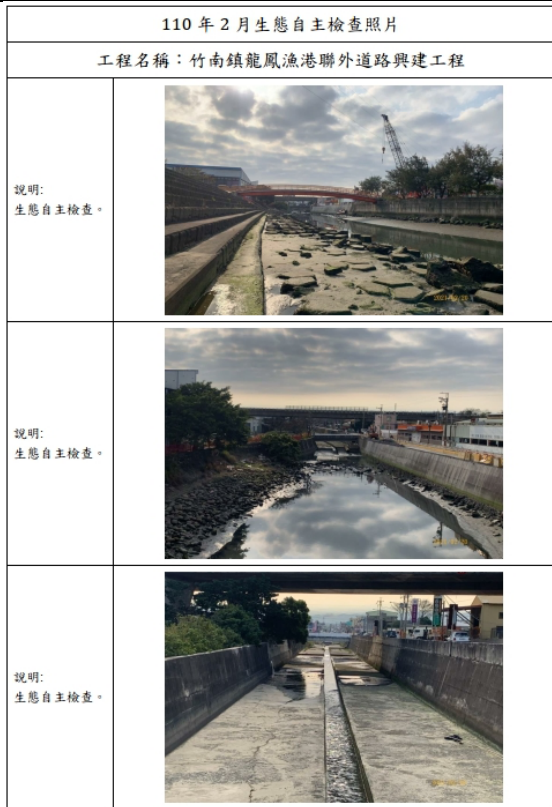 110 年 2 月生態自主檢查照片
工程名稱：竹南鎮龍鳳漁港聯外道路興建工程
說明:
生態自主檢查。
說明:
生態自主檢查。
說明:
生態自主檢查。